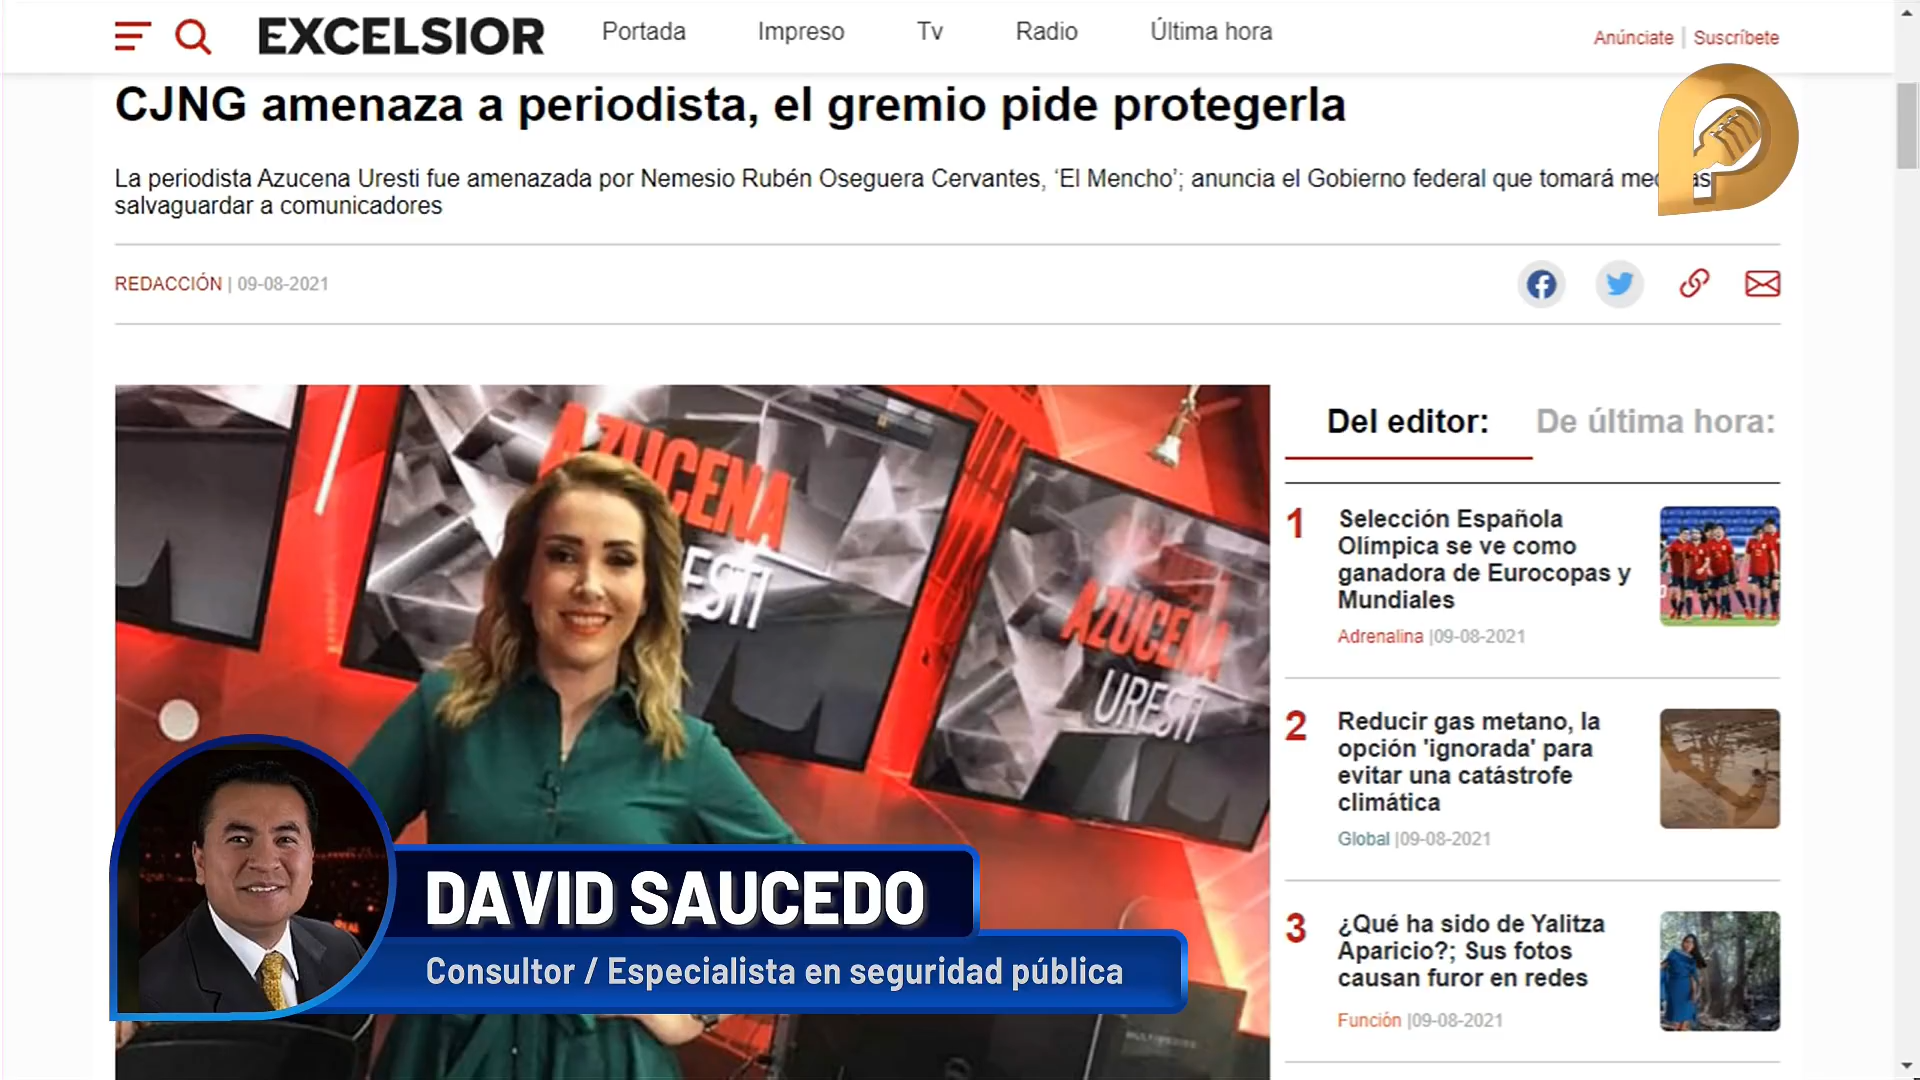 EXCELSIOR
Portada
Impreso
Tv
Radio
Última hora
Anúnciate | Suscríbete
CJNG amenaza a periodista, el gremio pide protegerla
La periodista Azucena Uresti fue amenazada por Nemesio Rubén Oseguera Cervantes, ‘El Mencho’; anuncia el Gobierno federal que tomará
salvaguardar a comunicadores
REDACCIÓN | 09-08-2021
AZUCENA
URESTI
AZUCENA
URESTI
Del editor:
De última hora:
1
Selección Española
Olímpica se ve como
ganadora de Eurocopas y
Mundiales
Adrenalina |09-08-2021
2
Reducir gas metano, la
opción 'ignorada' para
evitar una catástrofe
climática
Global |09-08-2021
3
¿Qué ha sido de Yalitza
Aparicio?; Sus fotos
causan furor en redes
Función |09-08-2021
DAVID SAUCEDO
Consultor / Especialista en seguridad pública